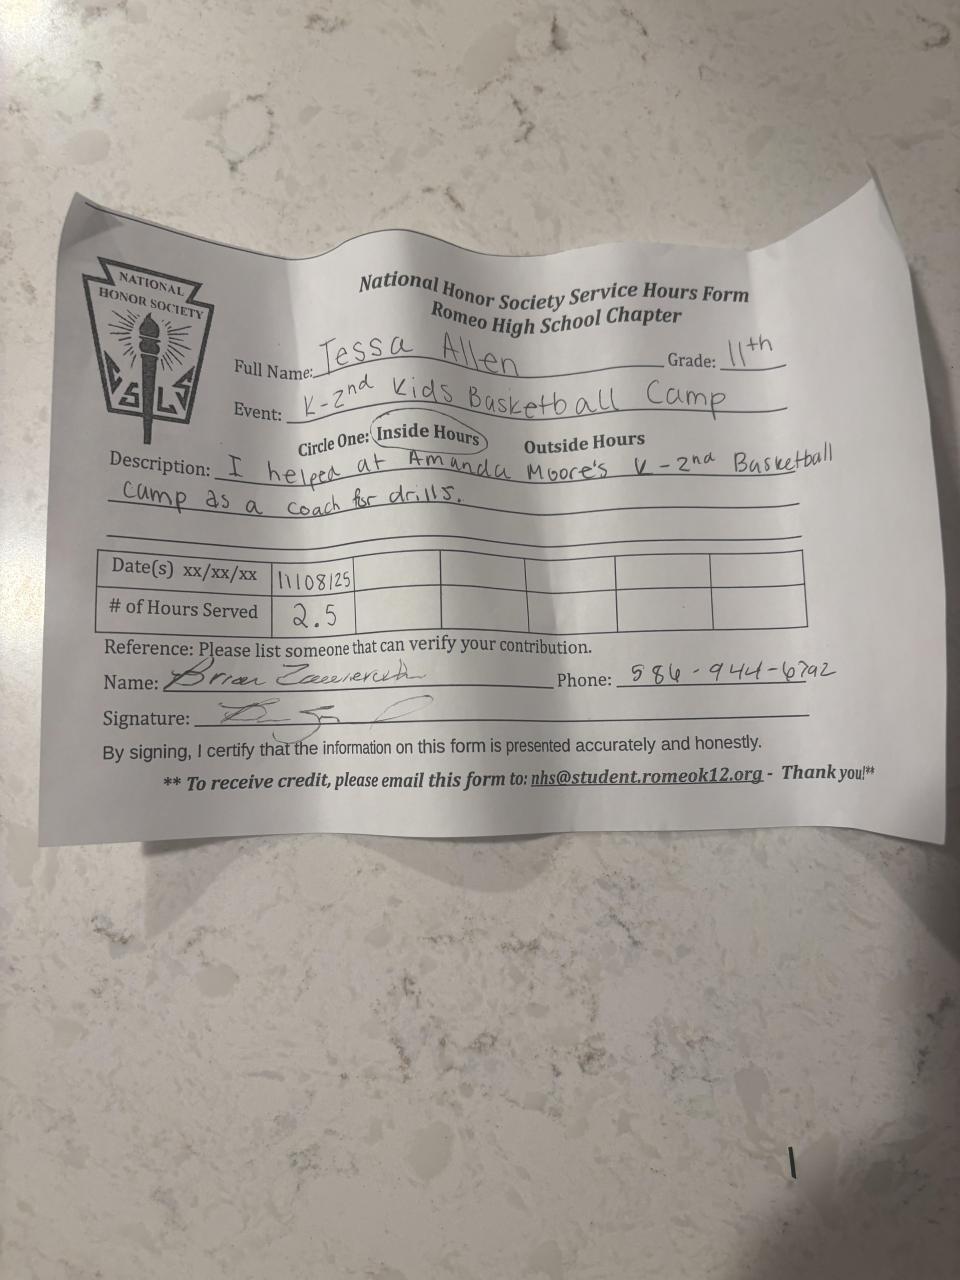 NATIONAL
HONOR SOCIETY
C S L S
National Honor Society Service Hours Form
Romeo High School Chapter
Full Name: Tessa Allen Grade: 11th
Event: K-2nd Kids Basketball Camp
Circle One: Inside Hours Outside Hours
Description: I helped at Amanda Moore's K-2nd Basketball
camp as a coach for drills.
Date(s) xx/xx/xx 11/08/25
# of Hours Served 2.5
Reference: Please list someone that can verify your contribution.
Name: Brian Phone: 586-944-6792
Signature:
By signing, I certify that the information on this form is presented accurately and honestly.
** To receive credit, please email this form to: nhs@student.romeok12.org - Thank you!**